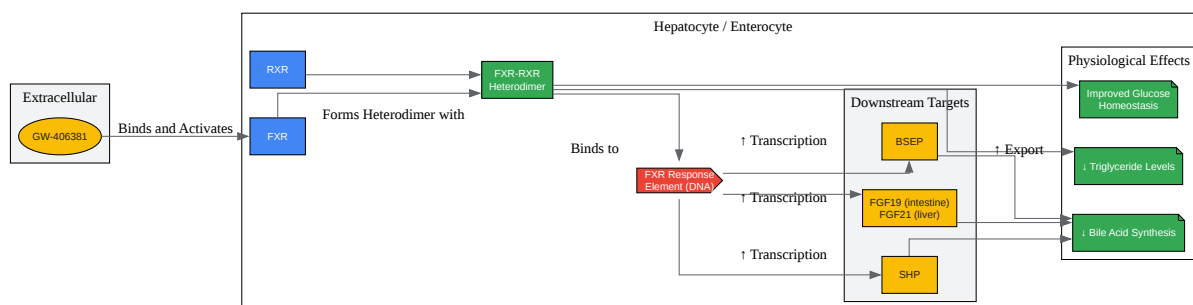 Hepatocyte / Enterocyte
Extracellular
GW-406381
Binds and Activates
RXR
FXR
Forms Heterodimer with
FXR-RXR
Heterodimer
Binds to
FXR Response
Element (DNA)
↑ Transcription
↑ Transcription
↑ Transcription
Downstream Targets
BSEP
FGF19 (intestine)
FGF21 (liver)
SHP
↑ Export
Physiological Effects
Improved Glucose
Homeostasis
↓ Triglyceride Levels
↓ Bile Acid Synthesis